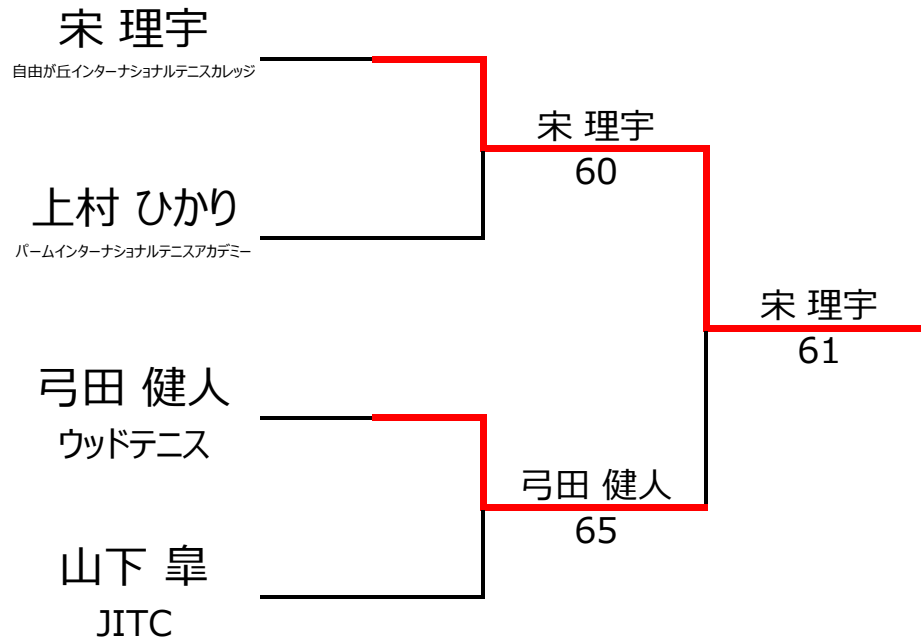 宋 理宇
自由が丘インターナショナルテニスカレッジ
宋 理宇
60
上村 ひかり
パームインターナショナルテニスアカデミー
宋 理宇
61
弓田 健人
ウッドテニス
弓田 健人
65
山下 皐
JITC